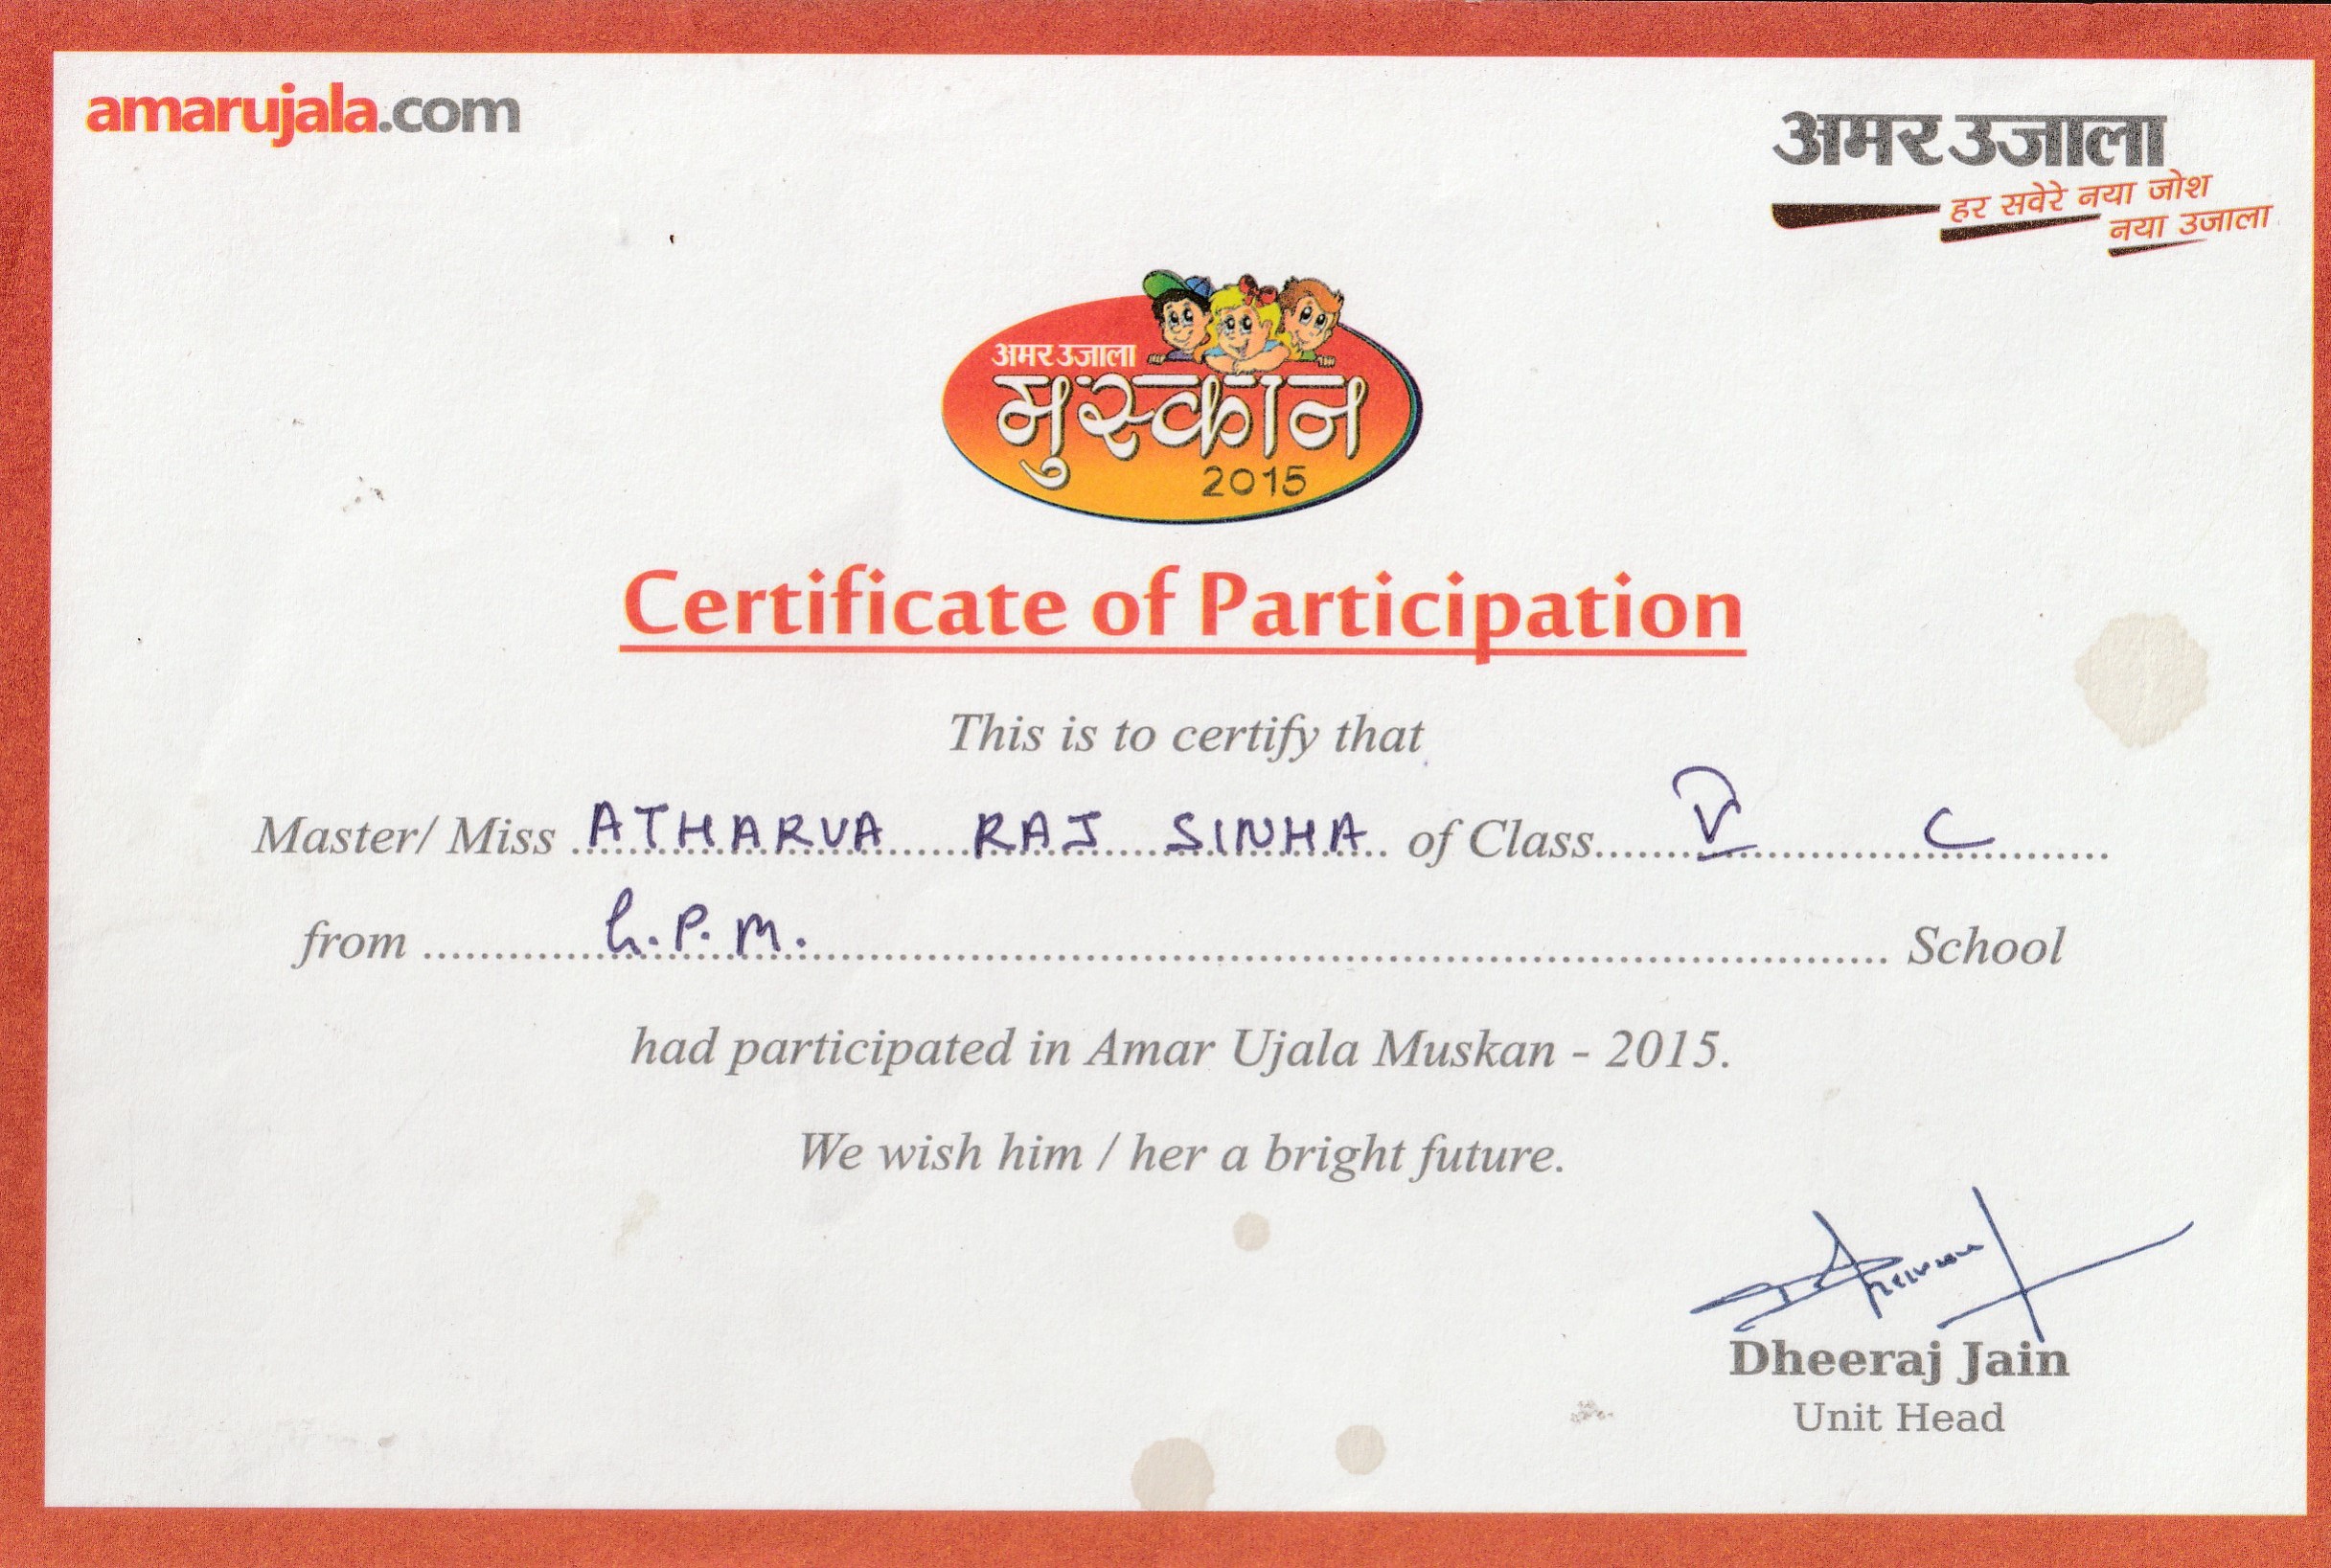 amarujala.com
अमर उजाला
हर सवेरे नया जोश
नया उजाला
अमर उजाला
मुस्कान
2015
Certificate of Participation
This is to certify that
Master/ Miss ATHARVA RAJ SINHA of Class V C
from L.P.M. School
had participated in Amar Ujala Muskan - 2015.
We wish him / her a bright future.
Dheeraj Jain
Unit Head